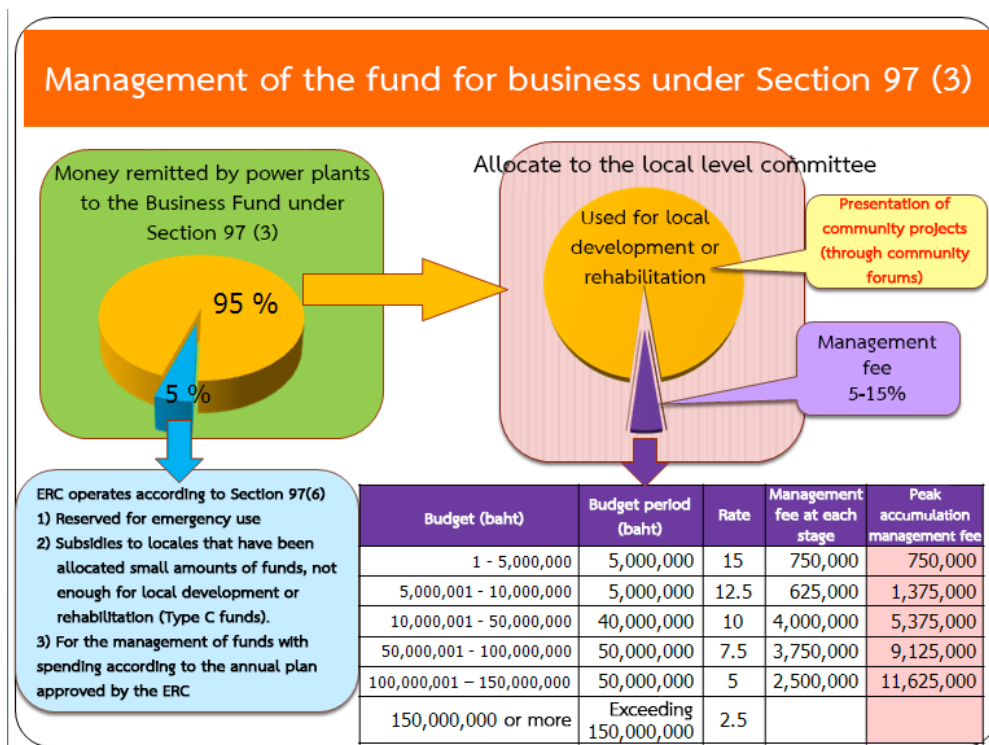 Management of the fund for business under Section 97 (3)
Money remitted by power plants
to the Business Fund under
Section 97 (3)
95 %
5 %
Allocate to the local level committee
Used for local
development or
rehabilitation
Presentation of
community projects
(through community
forums)
Management
fee
5-15%
ERC operates according to Section 97(6)
1) Reserved for emergency use
2) Subsidies to locales that have been
allocated small amounts of funds, not
enough for local development or
rehabilitation (Type C funds).
3) For the management of funds with
spending according to the annual plan
approved by the ERC
Budget (baht) Budget period (baht) Rate Management fee at each stage Peak accumulation management fee
1 - 5,000,000 5,000,000 15 750,000 750,000
5,000,001 - 10,000,000 5,000,000 12.5 625,000 1,375,000
10,000,001 - 50,000,000 40,000,000 10 4,000,000 5,375,000
50,000,001 - 100,000,000 50,000,000 7.5 3,750,000 9,125,000
100,000,001 – 150,000,000 50,000,000 5 2,500,000 11,625,000
150,000,000 or more Exceeding 150,000,000 2.5